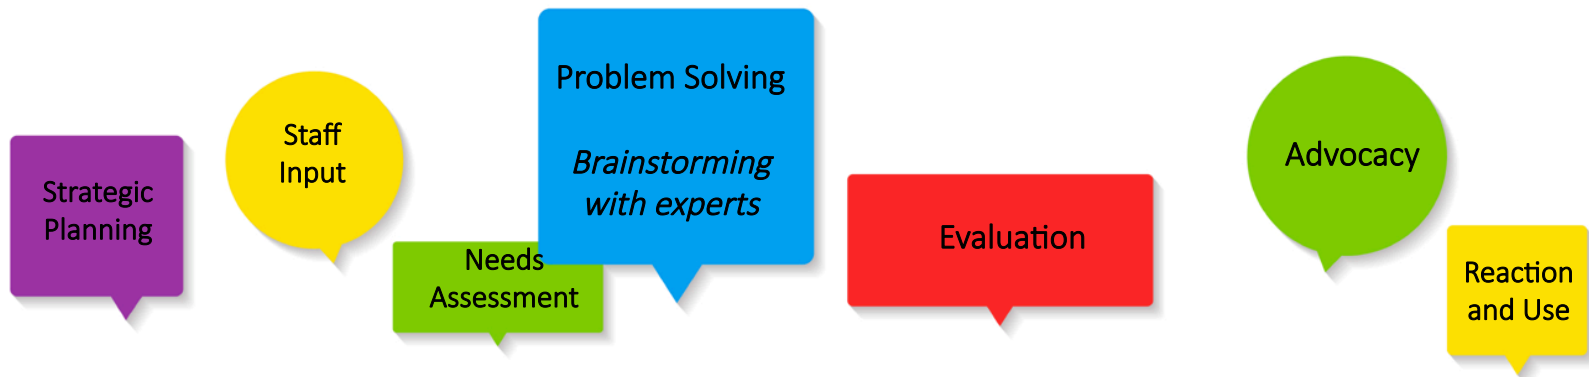 Strategic
Planning
Staff
Input
Needs
Assessment
Problem Solving
Brainstorming
with experts
Evaluation
Advocacy
Reaction
and Use